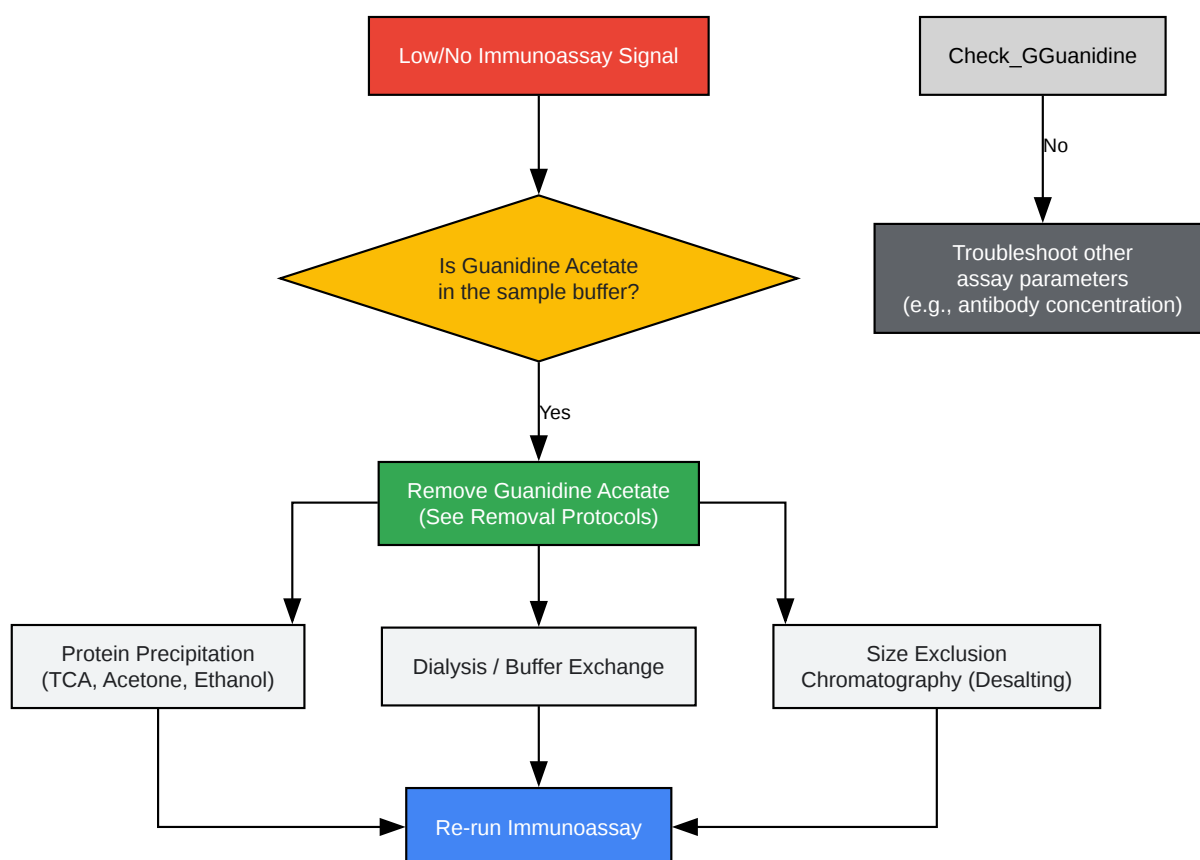 Low/No Immunoassay Signal
Check_GGuanidine
No
Is Guanidine Acetate
in the sample buffer?
Troubleshoot other
assay parameters
(e.g., antibody concentration)
Yes
Remove Guanidine Acetate
(See Removal Protocols)
Protein Precipitation
(TCA, Acetone, Ethanol)
Dialysis / Buffer Exchange
Size Exclusion
Chromatography (Desalting)
Re-run Immunoassay